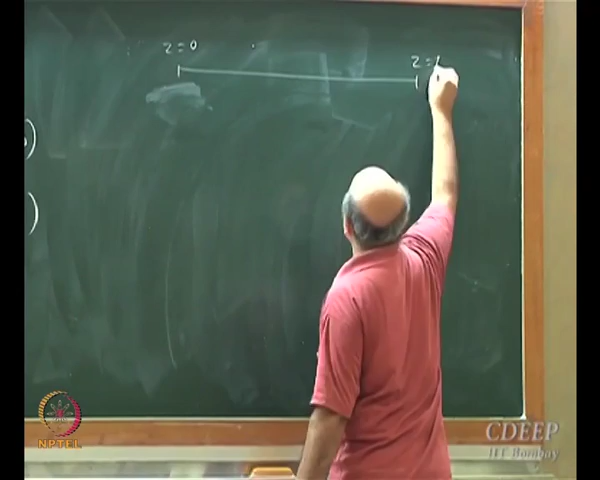 z = 0
z =
)
)
NPTEL
CDEEP
IIT Bombay